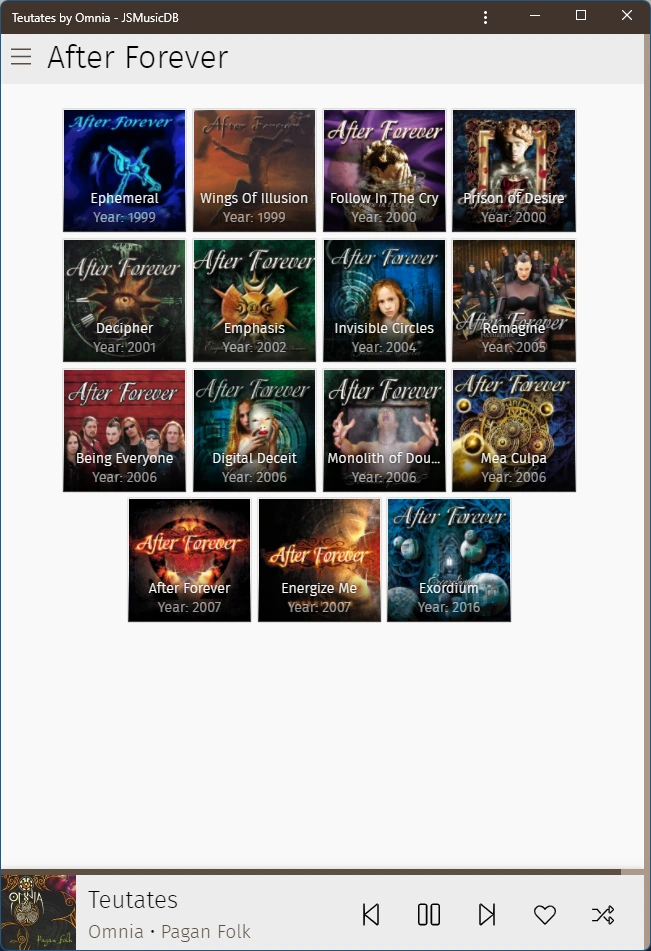 Teutates by Omnia - JSMusicDB
After Forever
After Forever
Ephemeral
Year: 1999
After Forever
Wings Of Illusion
Year: 1999
After Forever
Follow In The Cry
Year: 2000
Prison of Desire
Year: 2000
After Forever
Decipher
Year: 2001
After Forever
Emphasis
Year: 2002
After Forever
Invisible Circles
Year: 2004
After Forever
Remagine
Year: 2005
After Forever
Being Everyone
Year: 2006
After Forever
Digital Deceit
Year: 2006
After Forever
Monolith of Dou...
Year: 2006
After Forever
Mea Culpa
Year: 2006
After Forever
After Forever
Year: 2007
After Forever
Energize Me
Year: 2007
After Forever
Exordium
Year: 2016
OMNIA
Pagan Folk
Teutates
Omnia • Pagan Folk